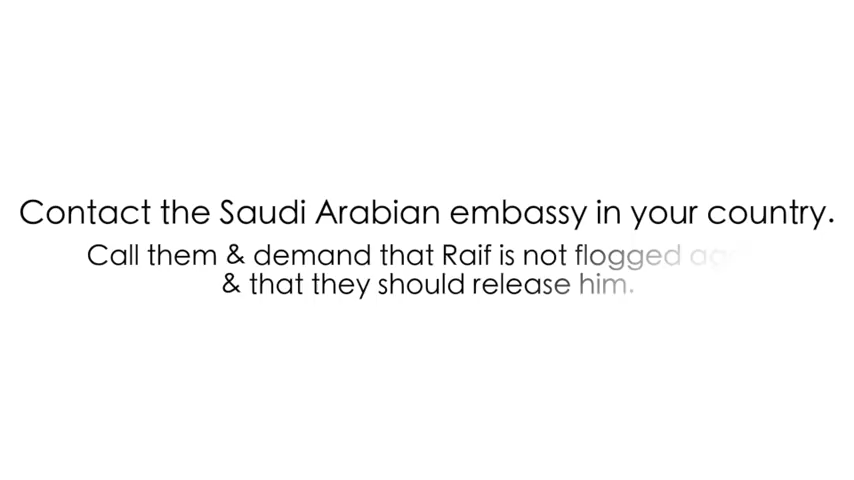 Contact the Saudi Arabian embassy in your country.
Call them & demand that Raif is not flogged
& that they should release him.